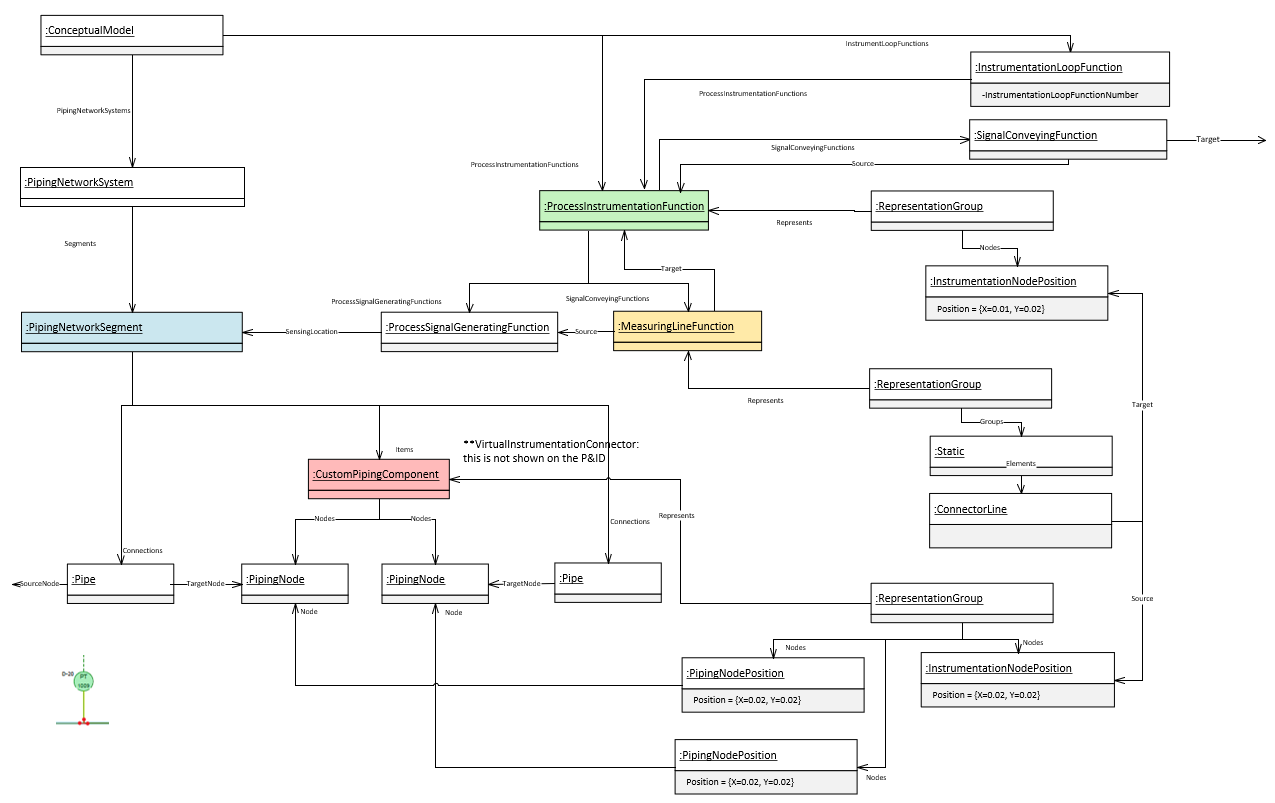 :ConceptualModel
InstrumentLoopFunctions
:InstrumentationLoopFunction
-InstrumentationLoopFunctionNumber
ProcessInstrumentationFunctions
PipingNetworkSystems
:SignalConveyingFunction
Target
SignalConveyingFunctions
Source
ProcessInstrumentationFunctions
:PipingNetworkSystem
:ProcessInstrumentationFunction
:RepresentationGroup
Represents
Segments
Nodes
Target
:InstrumentationNodePosition
Position = {X=0.01, Y=0.02}
ProcessSignalGeneratingFunctions
SignalConveyingFunctions
:PipingNetworkSegment
SensingLocation
:ProcessSignalGeneratingFunction
Source
:MeasuringLineFunction
:RepresentationGroup
Represents
Target
Groups
**VirtualInstrumentationConnector:
this is not shown on the P&ID
Items
:Static
Elements
:CustomPipingComponent
:ConnectorLine
Nodes
Nodes
Connections
Represents
Connections
SourceNode
:Pipe
TargetNode
:PipingNode
:PipingNode
TargetNode
:Pipe
:RepresentationGroup
Source
Node
Node
Nodes
Nodes
:PipingNodePosition
Position = {X=0.02, Y=0.02}
:InstrumentationNodePosition
Position = {X=0.02, Y=0.02}
PT
1009
:PipingNodePosition
Position = {X=0.02, Y=0.02}
Nodes